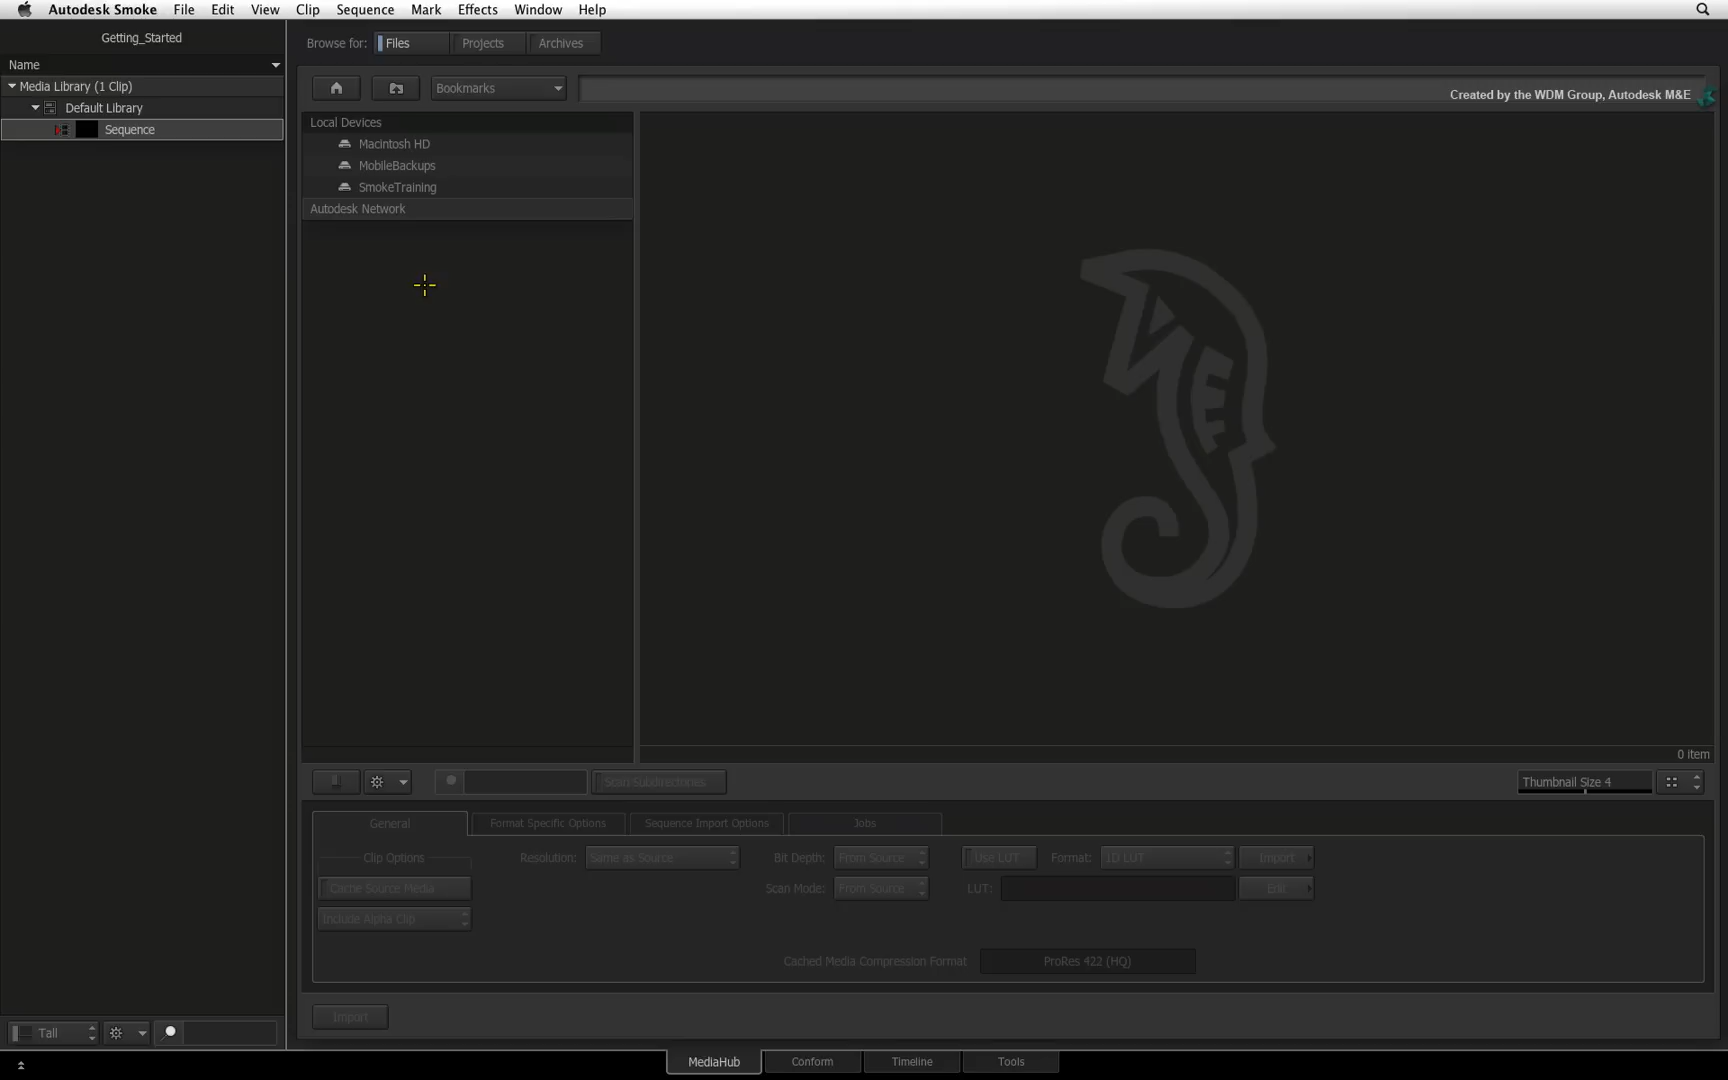 Autodesk Smoke File Edit View Clip Sequence Mark Effects Window Help
Getting_Started
Browse for: Files Projects Archives
Name
Media Library (1 Clip)
Default Library
Sequence
Bookmarks
Created by the WDM Group, Autodesk M&E
Local Devices
Macintosh HD
MobileBackups
SmokeTraining
Autodesk Network
0 item
Scan Subdirectories
Thumbnail Size 4
General Format Specific Options Sequence Import Options Jobs
Clip Options Resolution: Same as Source Bit Depth: From Source Use LUT Format: 1D LUT Import
Cache Source Media Scan Mode: From Source LUT: Edit
Include Alpha Clip
Cached Media Compression Format ProRes 422 (HQ)
Import
Tall
MediaHub Conform Timeline Tools